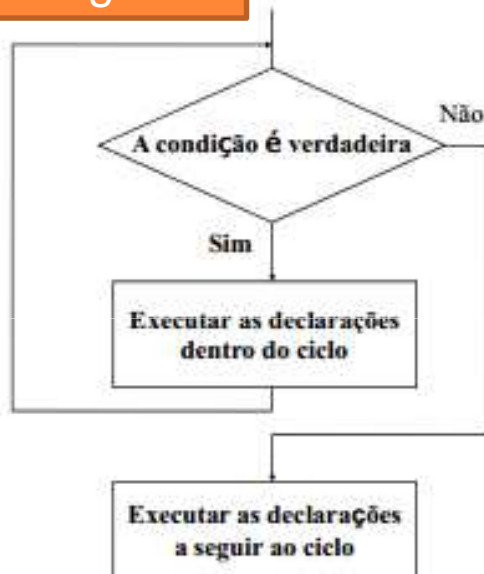 A condição é verdadeira
Não
Sim
Executar as declarações
dentro do ciclo
Executar as declarações
a seguir ao ciclo